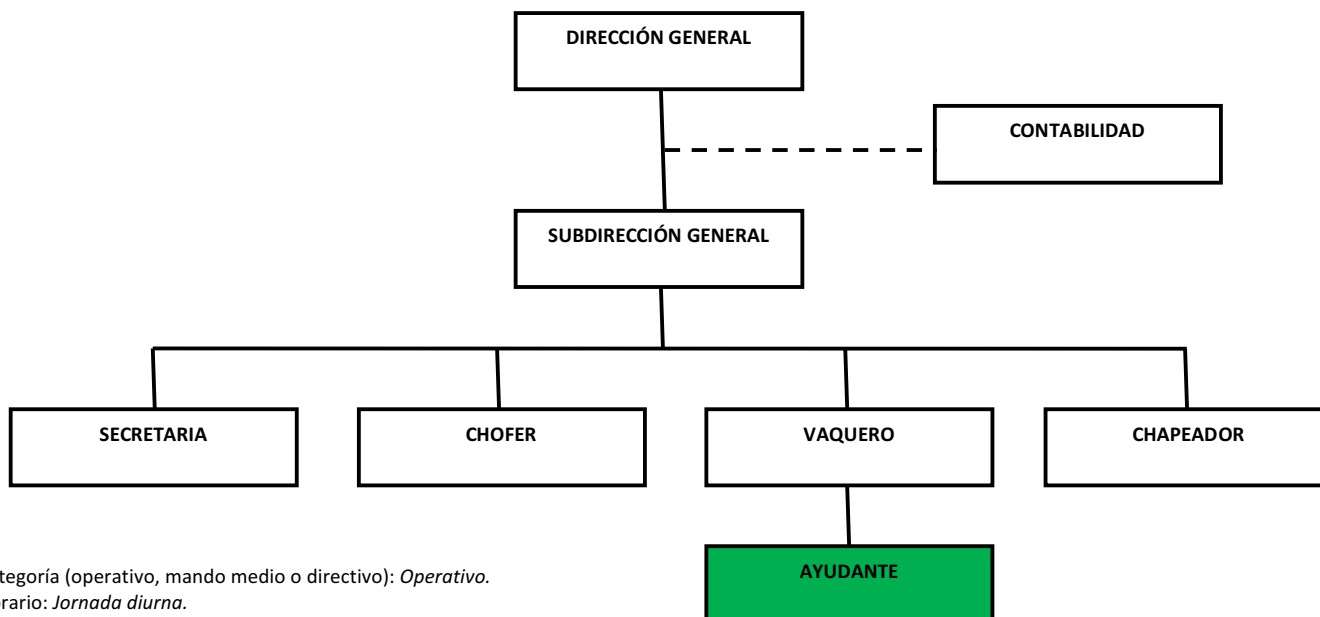 DIRECCIÓN GENERAL
CONTABILIDAD
SUBDIRECCIÓN GENERAL
SECRETARIA
CHOFER
VAQUERO
CHAPEADOR
AYUDANTE
tegoría (operativo, mando medio o directivo): Operativo.
rario: Jornada diurna.